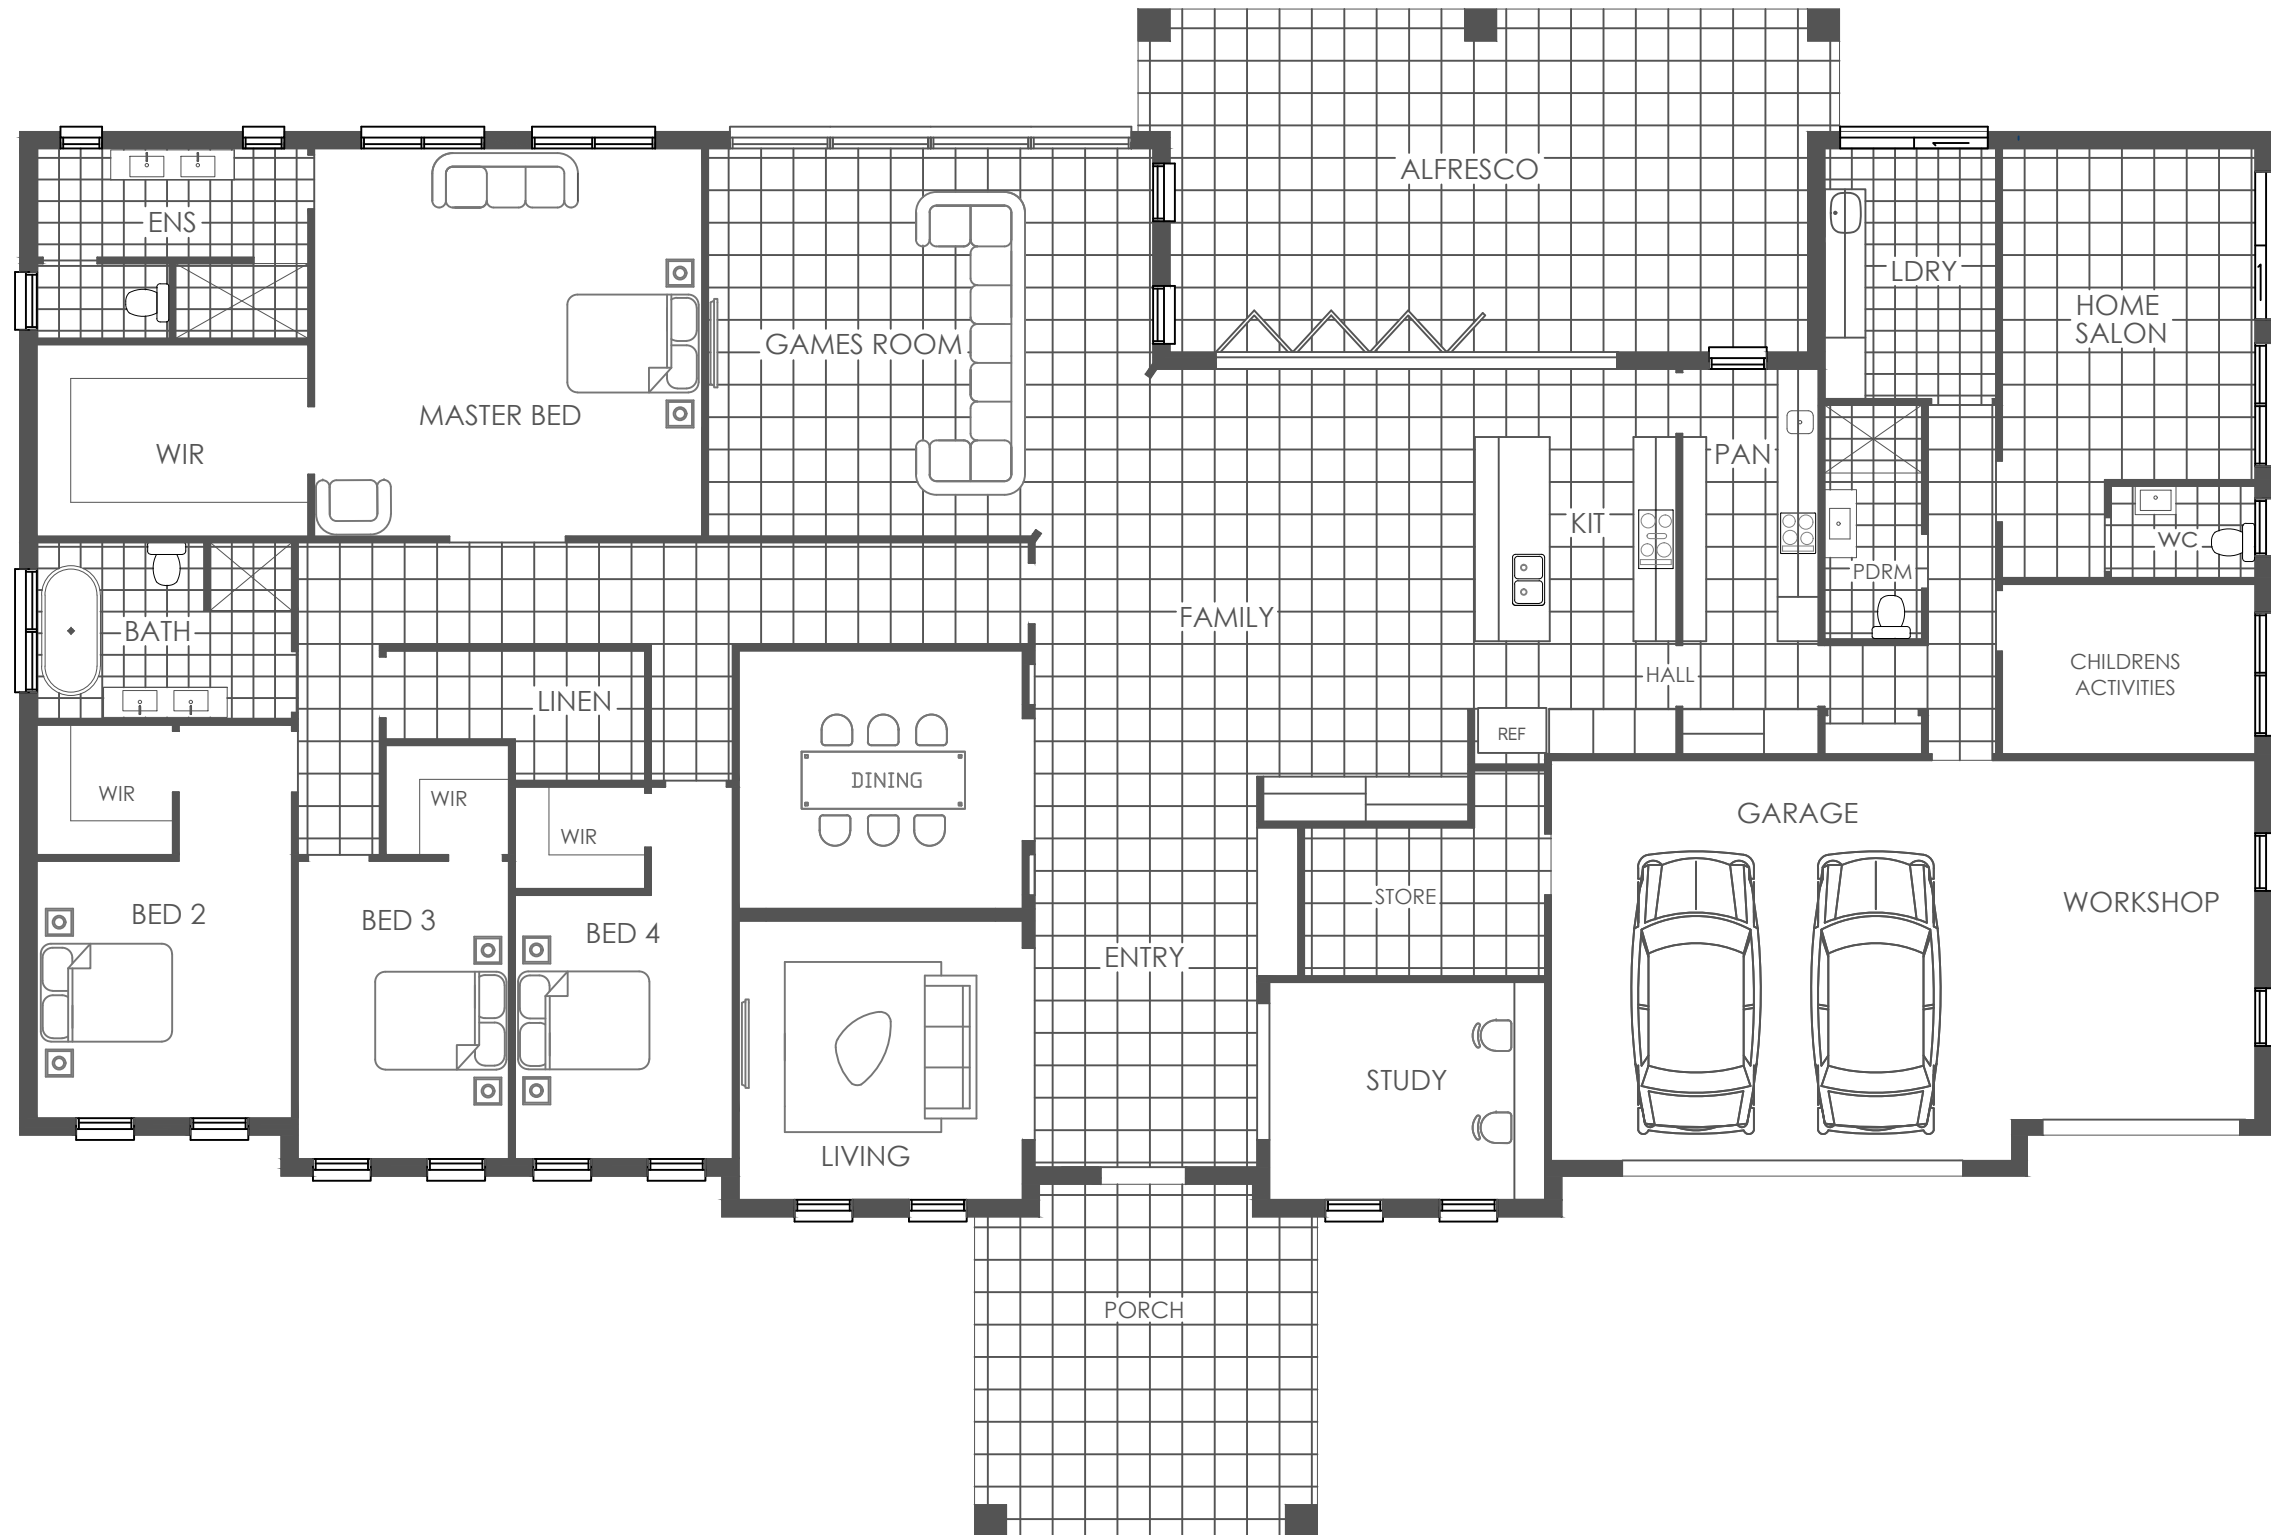 ALFRESCO
ENS
LDRY
HOME
SALON
GAMES ROOM
MASTER BED
WIR
PAN
KIT
WC
PDRM
FAMILY
BATH
CHILDRENS
ACTIVITIES
HALL
LINEN
REF
DINING
WIR
WIR
WIR
GARAGE
STORE
WORKSHOP
BED 2
BED 3
BED 4
ENTRY
STUDY
LIVING
PORCH